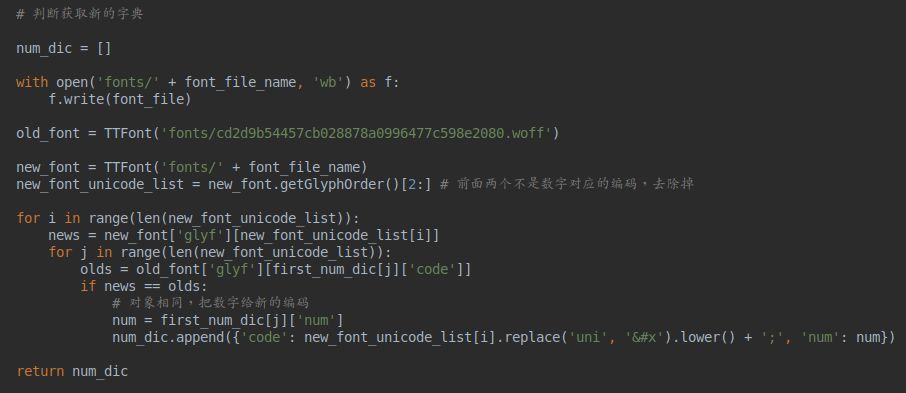 # 判断获取新的字典
num_dic = []
with open('fonts/' + font_file_name, 'wb') as f:
    f.write(font_file)
old_font = TTFont('fonts/cd2d9b54457cb028878a0996477c598e2080.woff')
new_font = TTFont('fonts/' + font_file_name)
new_font_unicode_list = new_font.getGlyphOrder()[2:] # 前面两个不是数字对应的编码，去除掉
for i in range(len(new_font_unicode_list)):
    news = new_font['glyf'][new_font_unicode_list[i]]
    for j in range(len(new_font_unicode_list)):
        olds = old_font['glyf'][first_num_dic[j]['code']]
        if news == olds:
            # 对象相同，把数字给新的编码
            num = first_num_dic[j]['num']
            num_dic.append({'code': new_font_unicode_list[i].replace('uni', '&#x').lower() + ';', 'num': num})
return num_dic